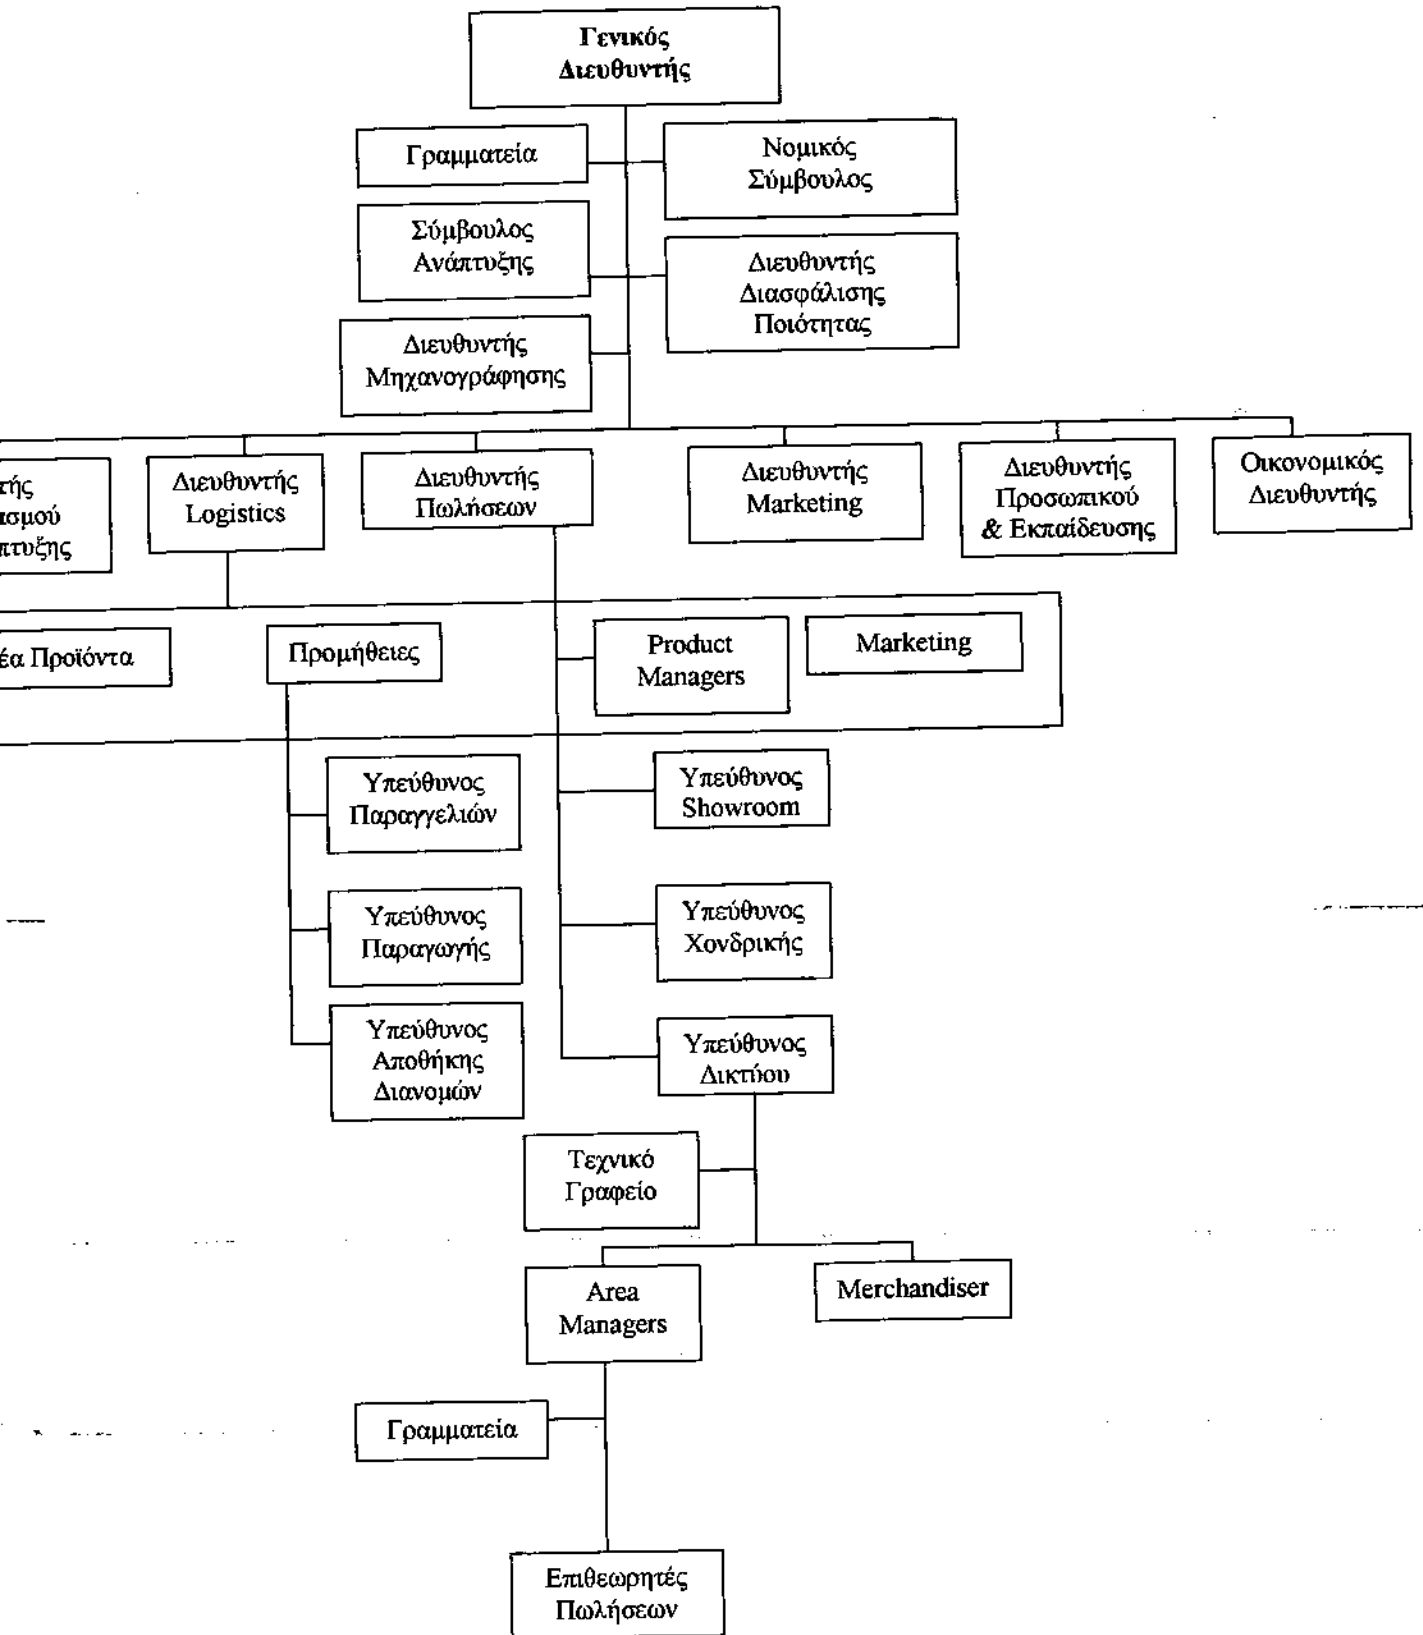 Γενικός
Διευθυντής
Γραμματεία
Νομικός
Σύμβουλος
Σύμβουλος
Ανάπτυξης
Διευθυντής
Διασφάλισης
Ποιότητας
Διευθυντής
Μηχανογράφησης
Διευθυντής
Logistics
Διευθυντής
Πωλήσεων
Διευθυντής
Marketing
Διευθυντής
Προσωπικού
& Εκπαίδευσης
Οικονομικός
Διευθυντής
Προϊόντα
Προμήθειες
Product
Managers
Marketing
Υπεύθυνος
Παραγγελιών
Υπεύθυνος
Showroom
Υπεύθυνος
Παραγωγής
Υπεύθυνος
Χονδρικής
Υπεύθυνος
Αποθήκης
Διανομών
Υπεύθυνος
Δικτύου
Τεχνικό
Γραφείο
Area
Managers
Merchandiser
Γραμματεία
Επιθεωρητές
Πωλήσεων